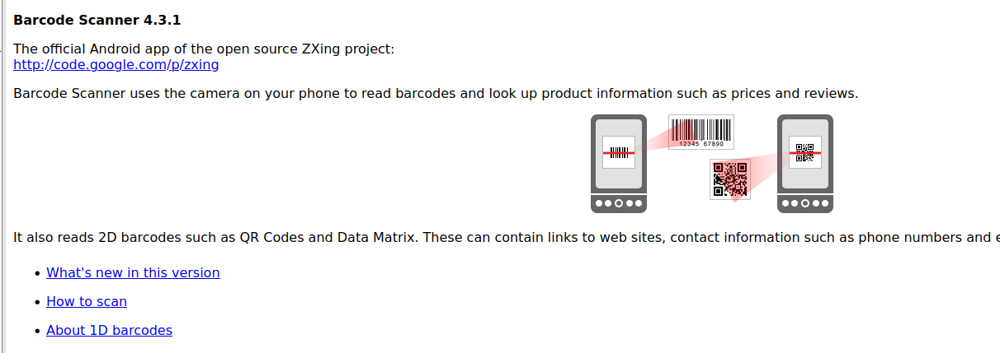 Barcode Scanner 4.3.1
The official Android app of the open source ZXing project:
http://code.google.com/p/zxing
Barcode Scanner uses the camera on your phone to read barcodes and look up product information such as prices and reviews.
12345 67890
It also reads 2D barcodes such as QR Codes and Data Matrix. These can contain links to web sites, contact information such as phone numbers and
What's new in this version
How to scan
About 1D barcodes